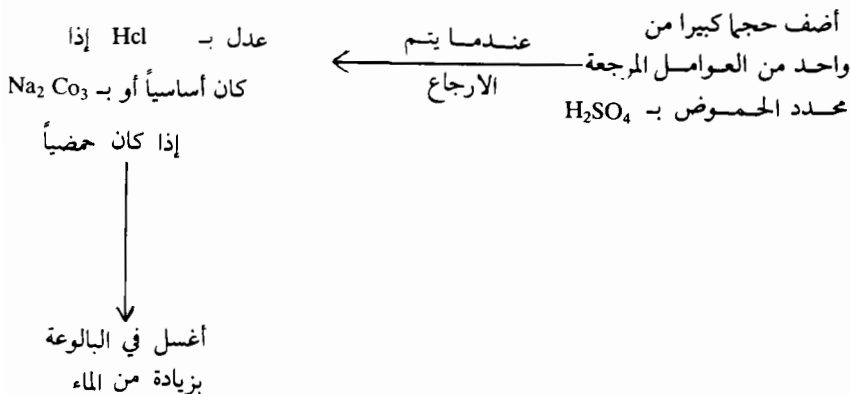 أضف حجما كبيرا من
واحد من العوامل المرجعة
محدد الحموض بـ H₂SO₄
عندما يتم
الارجاع
عدل بـ Hcl إذا
كان أساسياً أو بـ Na₂ Co₃
إذا كان حمضياً
أغسل في البالوعة
بزيادة من الماء